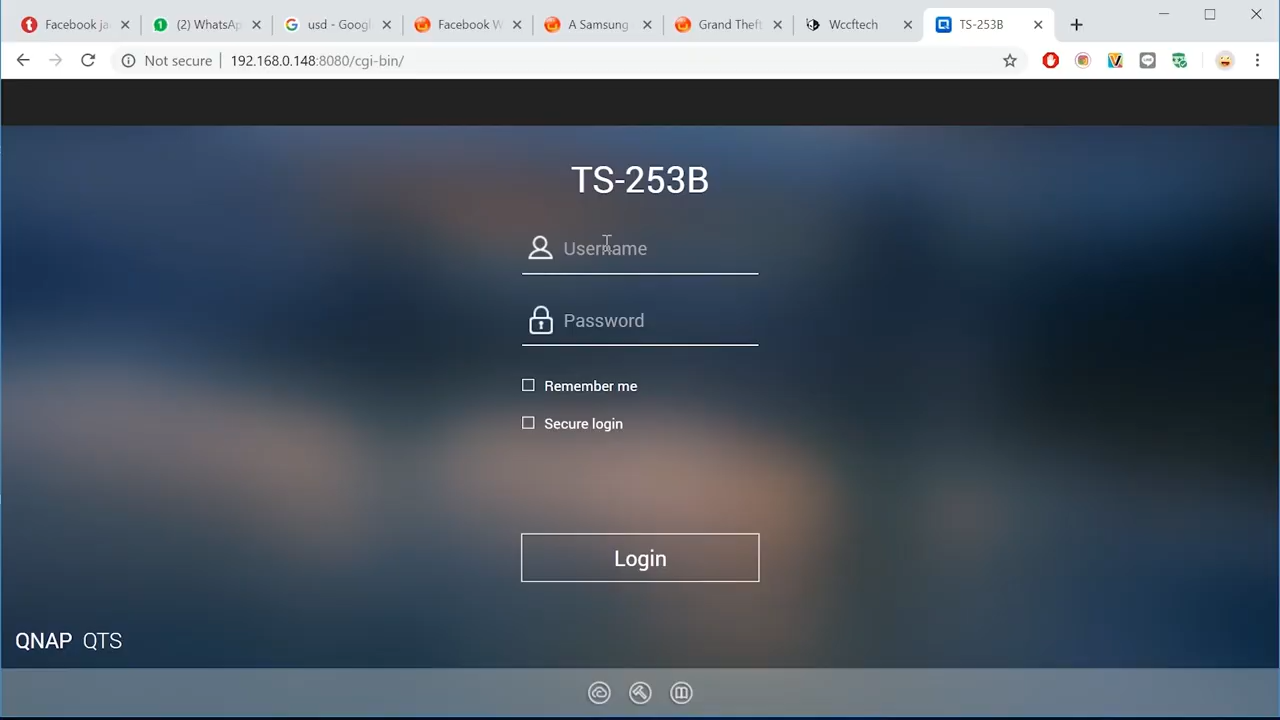 Facebook ja
(2) WhatsAp
usd - Googl
Facebook W
A Samsung
Grand Theft
Wccftech
TS-253B
Not secure
192.168.0.148:8080/cgi-bin/
TS-253B
Username
Password
Remember me
Secure login
Login
QNAP QTS